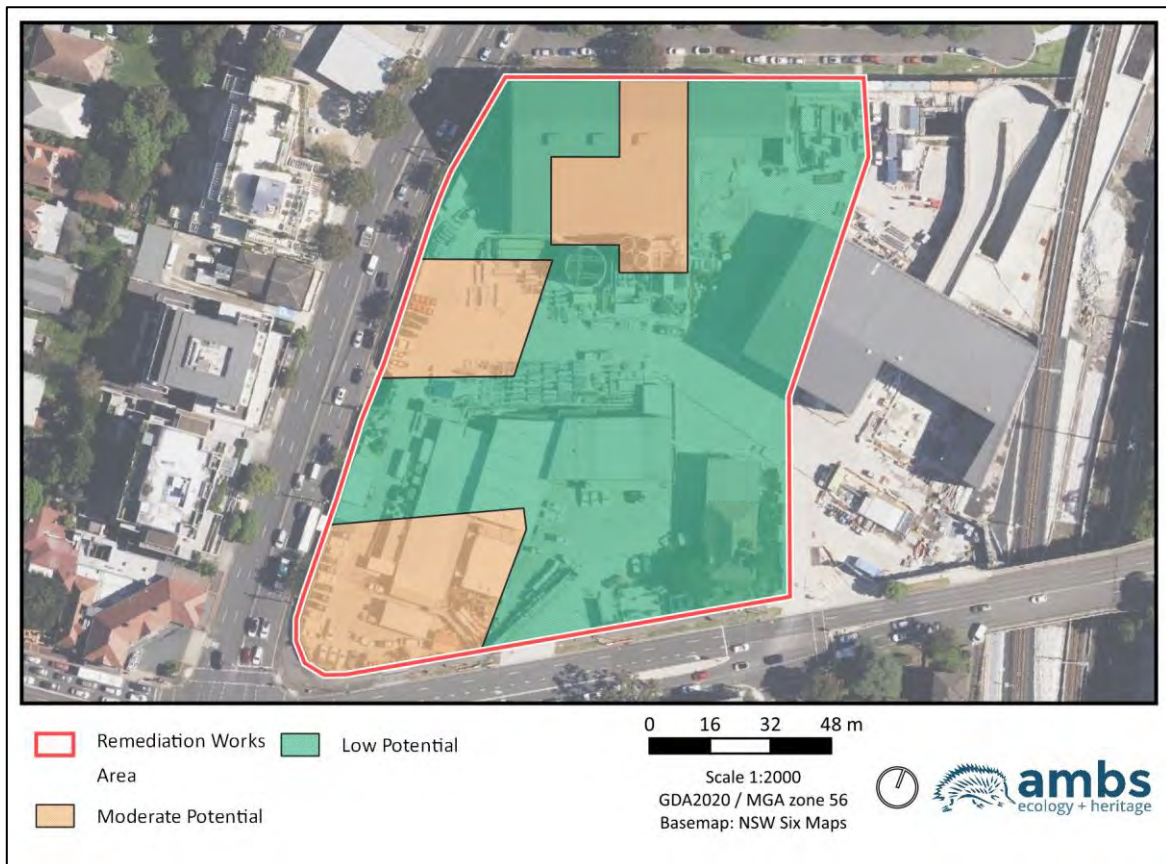 Remediation Works
Area
Low Potential
Moderate Potential
0 16 32 48 m
Scale 1:2000
GDA2020 / MGA zone 56
Basemap: NSW Six Maps
ambs
ecology + heritage